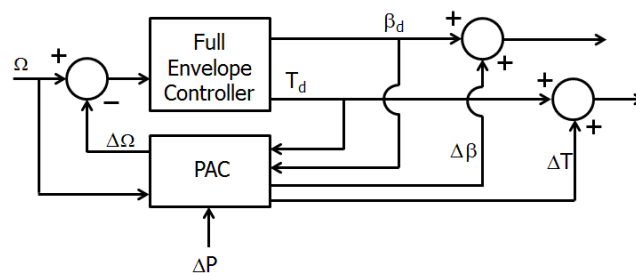 β_d
+
+
Full
Envelope
Controller
Ω
+
−
T_d
+
+
ΔΩ
PAC
Δβ
ΔT
ΔP